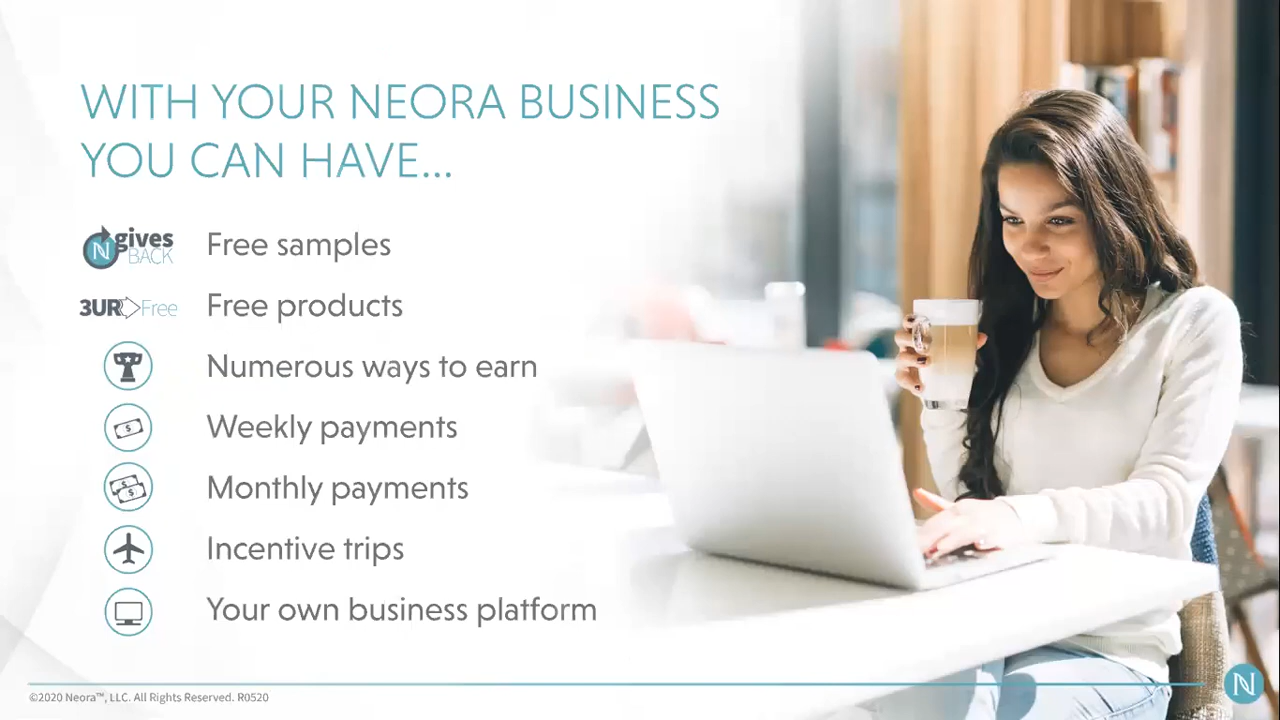 WITH YOUR NEORA BUSINESS
YOU CAN HAVE...
N gives BACK
Free samples
3UR Free
Free products
Numerous ways to earn
Weekly payments
Monthly payments
Incentive trips
Your own business platform
©2020 Neora™, LLC. All Rights Reserved. R0520
N